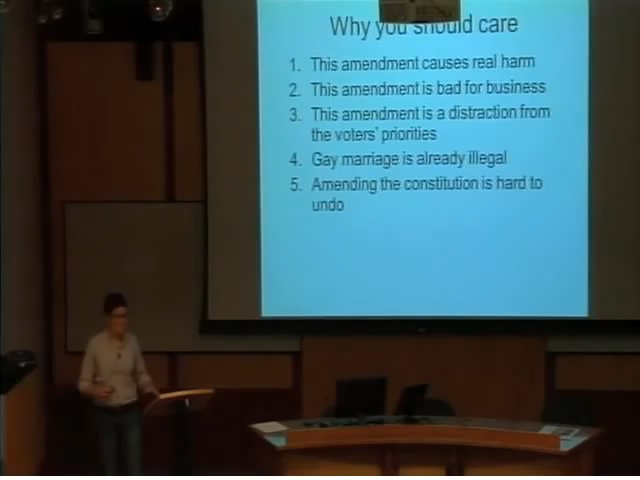 Why you should care
1. This amendment causes real harm
2. This amendment is bad for business
3. This amendment is a distraction from
the voters' priorities
4. Gay marriage is already illegal
5. Amending the constitution is hard to
undo